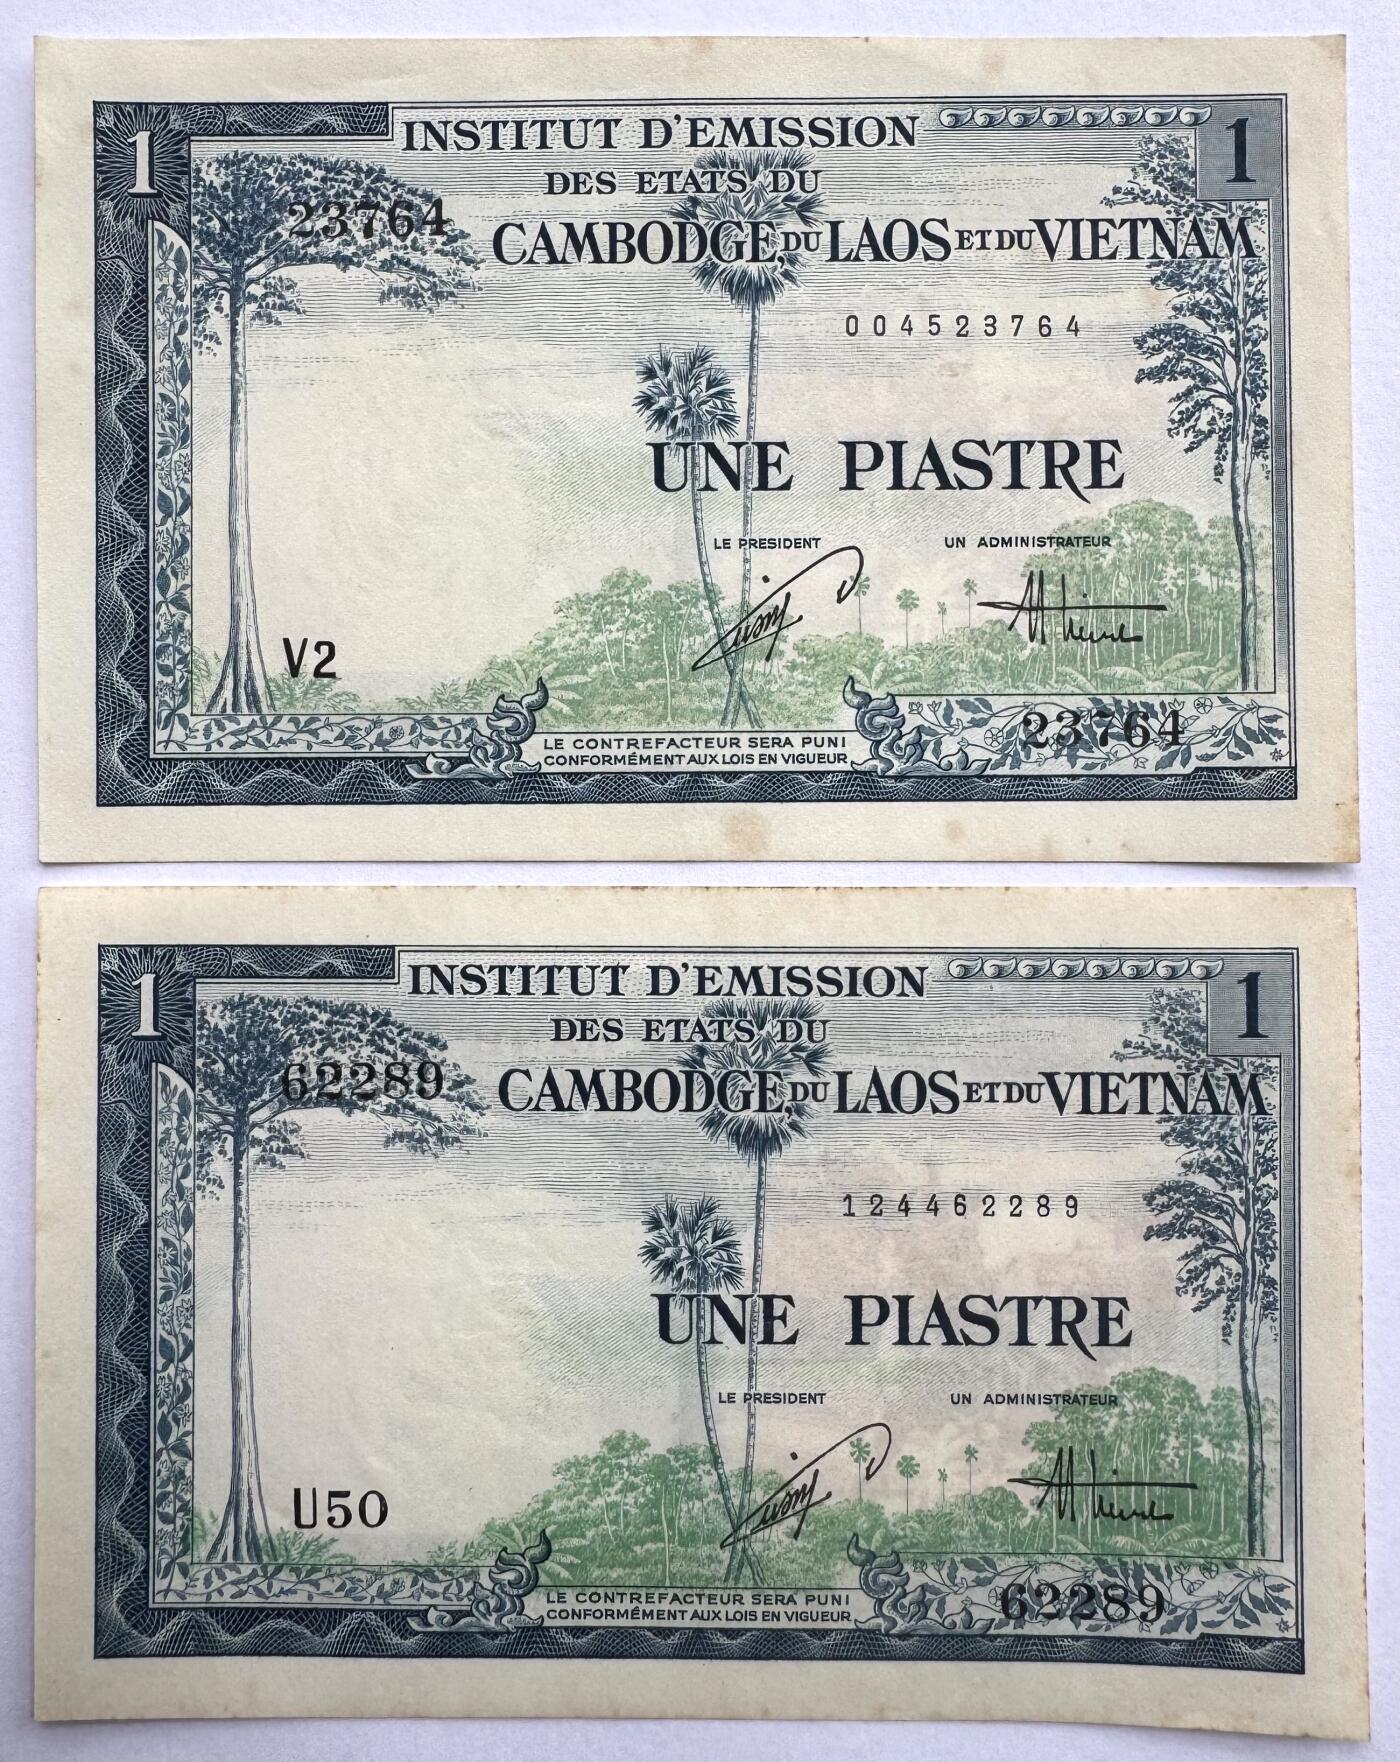 1
INSTITUT D'EMISSION
1
DES ETATS DU
23764
CAMBODGE, DU LAOS ET DU VIETNAM
004523764
UNE PIASTRE
LE PRESIDENT
UN ADMINISTRATEUR
V2
23764
LE CONTREFACTEUR SERA PUNI
CONFORMÉMENT AUX LOIS EN VIGUEUR
1
INSTITUT D'EMISSION
1
DES ETATS DU
62289
CAMBODGE, DU LAOS ET DU VIETNAM
124462289
UNE PIASTRE
LE PRESIDENT
UN ADMINISTRATEUR
U50
62289
LE CONTREFACTEUR SERA PUNI
CONFORMÉMENT AUX LOIS EN VIGUEUR